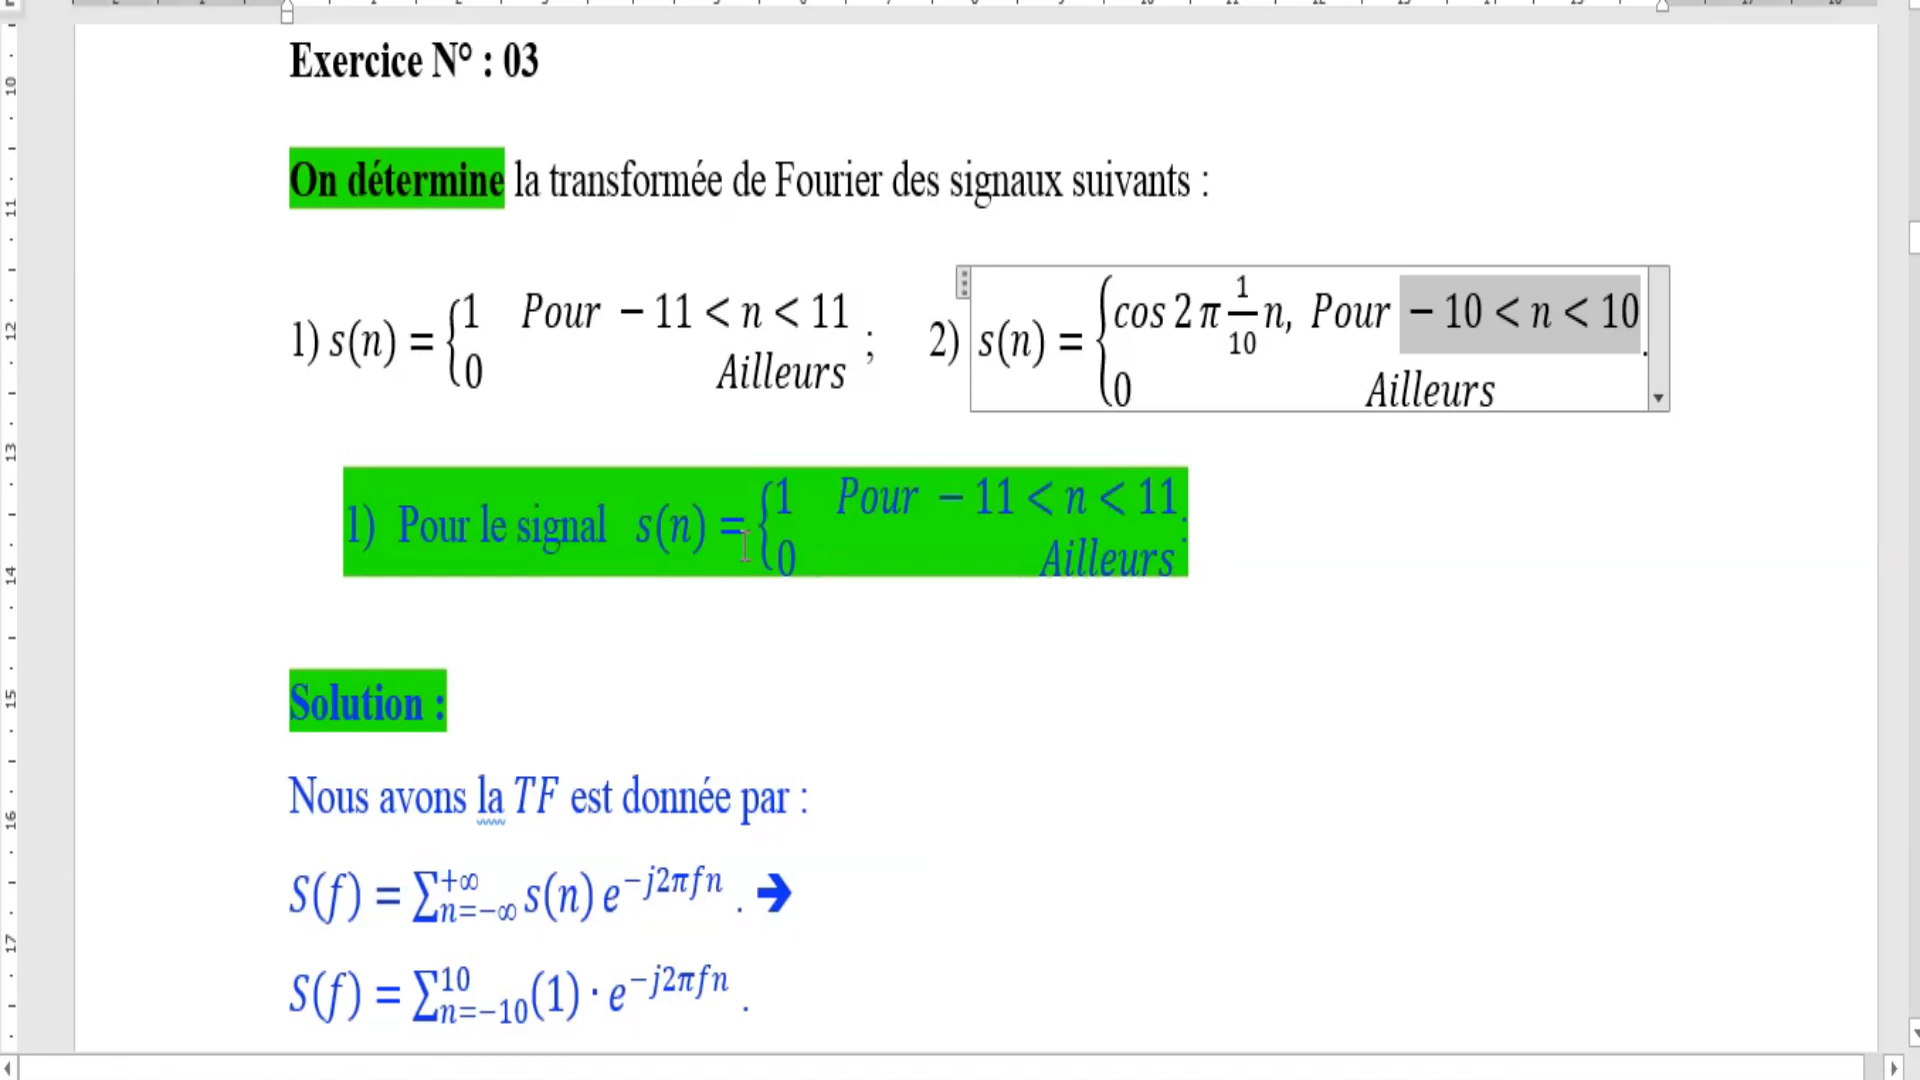 Exercice N° : 03
On détermine la transformée de Fourier des signaux suivants :
1) s(n) = {1 Pour − 11 < n < 11 ; 2) s(n) = {cos 2 π 1/10 n, Pour − 10 < n < 10 .
0 Ailleurs 0 Ailleurs
1) Pour le signal s(n) = {1 Pour − 11 < n < 11 .
0 Ailleurs
Solution :
Nous avons la TF est donnée par :
S(f) = ∑_{n=−∞}^{+∞} s(n) e^{−j2πfn} . ➔
S(f) = ∑_{n=−10}^{10} (1) · e^{−j2πfn} .